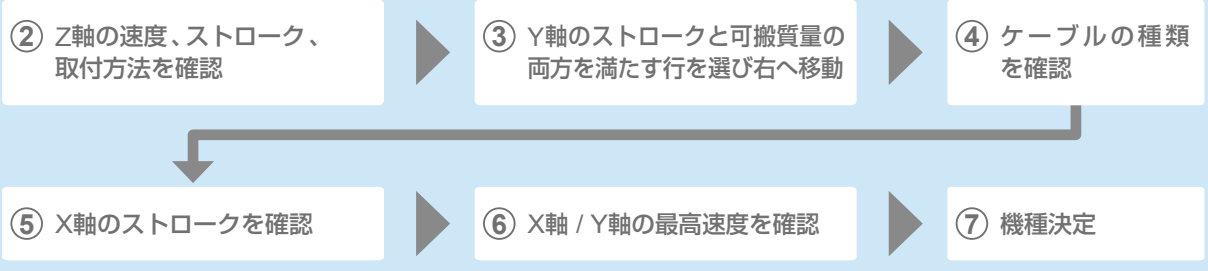 ② Z軸の速度、ストローク、
取付方法を確認
③ Y軸のストロークと可搬質量の
両方を満たす行を選び右へ移動
④ ケーブルの種類
を確認
⑤ X軸のストロークを確認
⑥ X軸 / Y軸の最高速度を確認
⑦ 機種決定